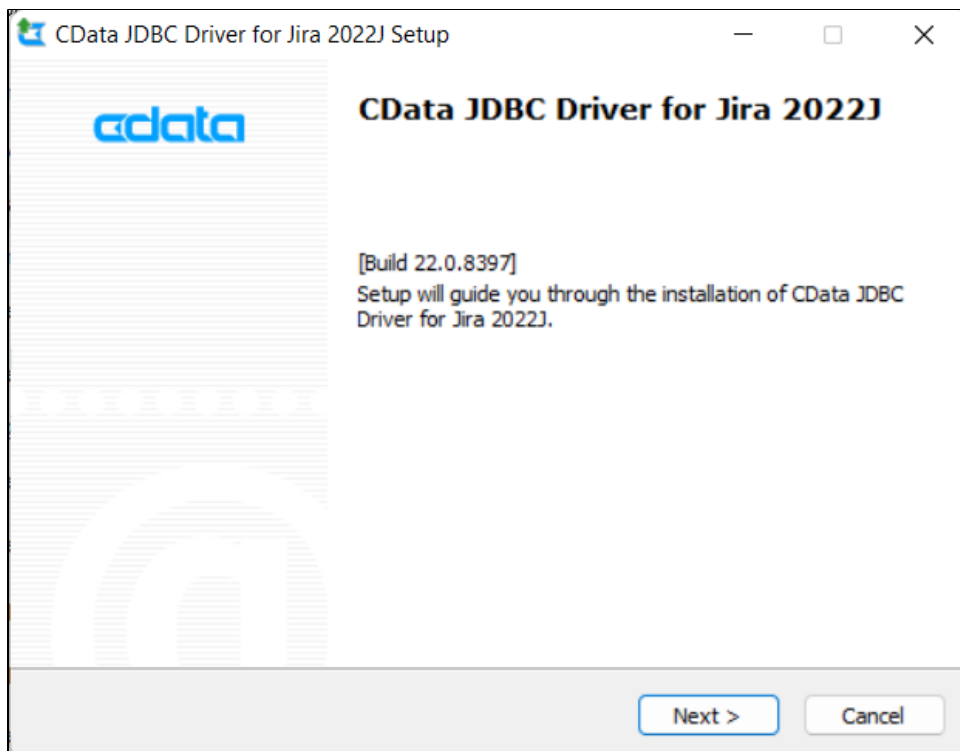 CData JDBC Driver for Jira 2022J Setup
cdata
CData JDBC Driver for Jira 2022J
[Build 22.0.8397]
Setup will guide you through the installation of CData JDBC
Driver for Jira 2022J.
Next >
Cancel